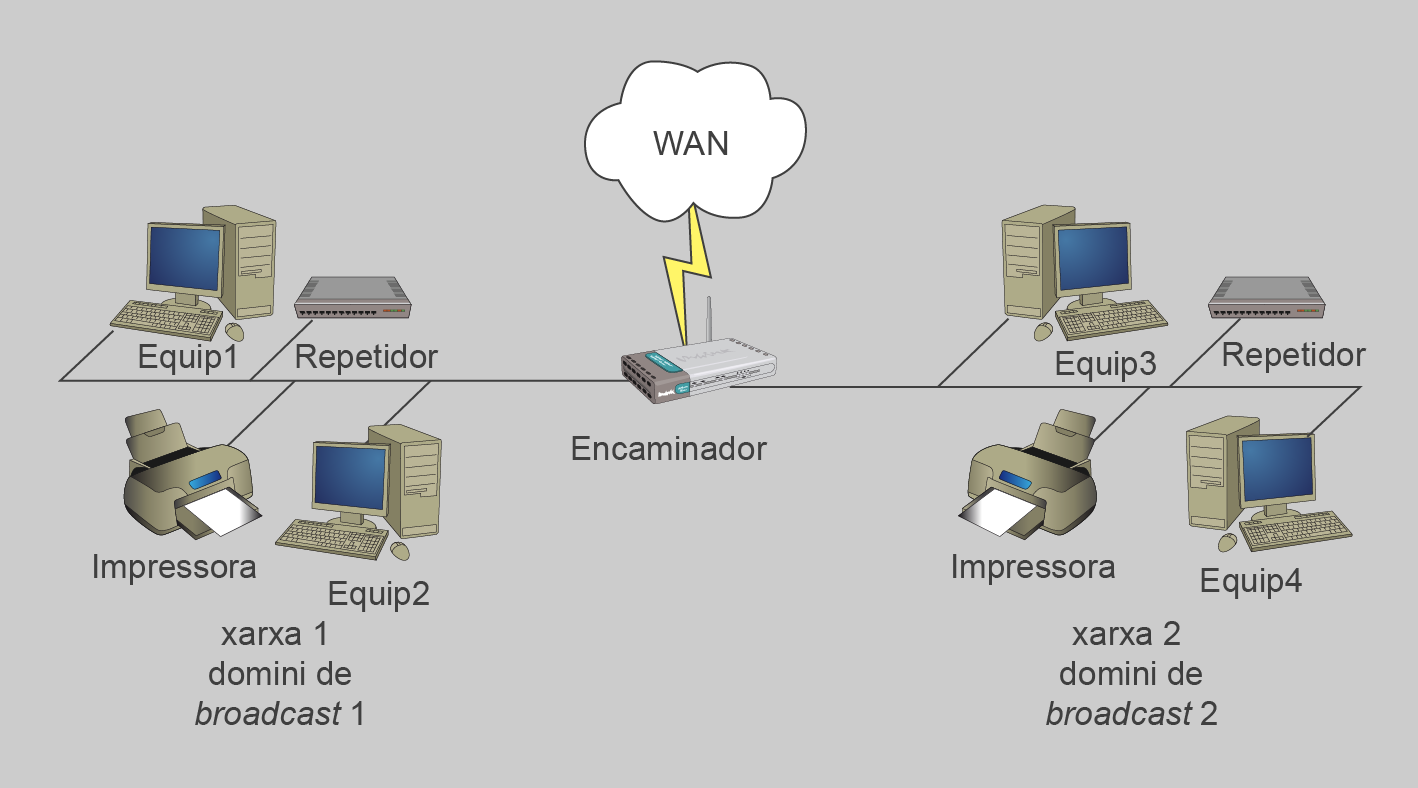 WAN
Equip1
Repetidor
Equip3
Repetidor
Encaminador
Impressora
Equip2
Impressora
Equip4
xarxa 1
domini de
broadcast 1
xarxa 2
domini de
broadcast 2